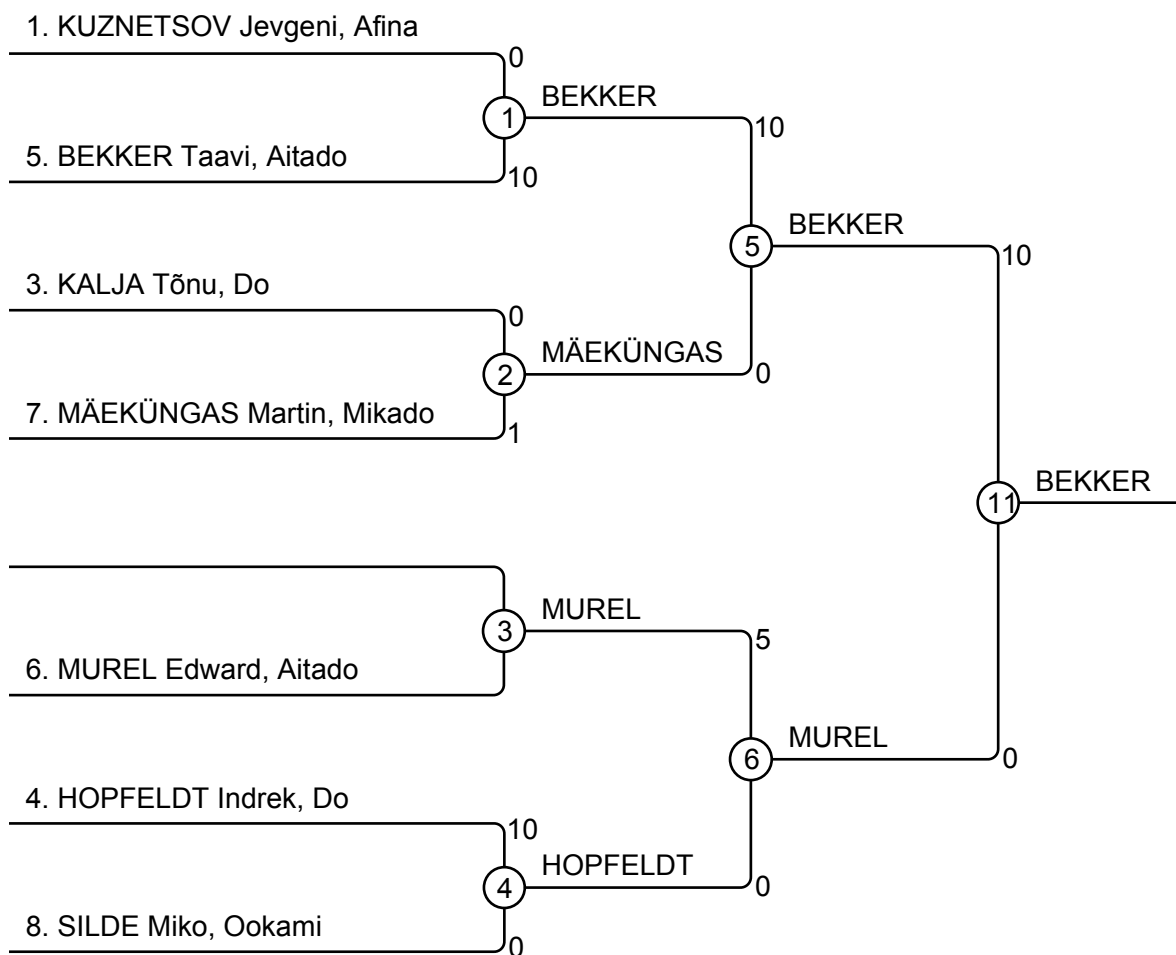 1. KUZNETSOV Jevgeni, Afina
0
BEKKER
1
10
5. BEKKER Taavi, Aitado
10
BEKKER
5
10
3. KALJA Tõnu, Do
0
MÄEKÜNGAS
2
0
7. MÄEKÜNGAS Martin, Mikado
1
BEKKER
11
MUREL
3
5
6. MUREL Edward, Aitado
MUREL
6
0
4. HOPFELDT Indrek, Do
10
HOPFELDT
4
0
8. SILDE Miko, Ookami
0